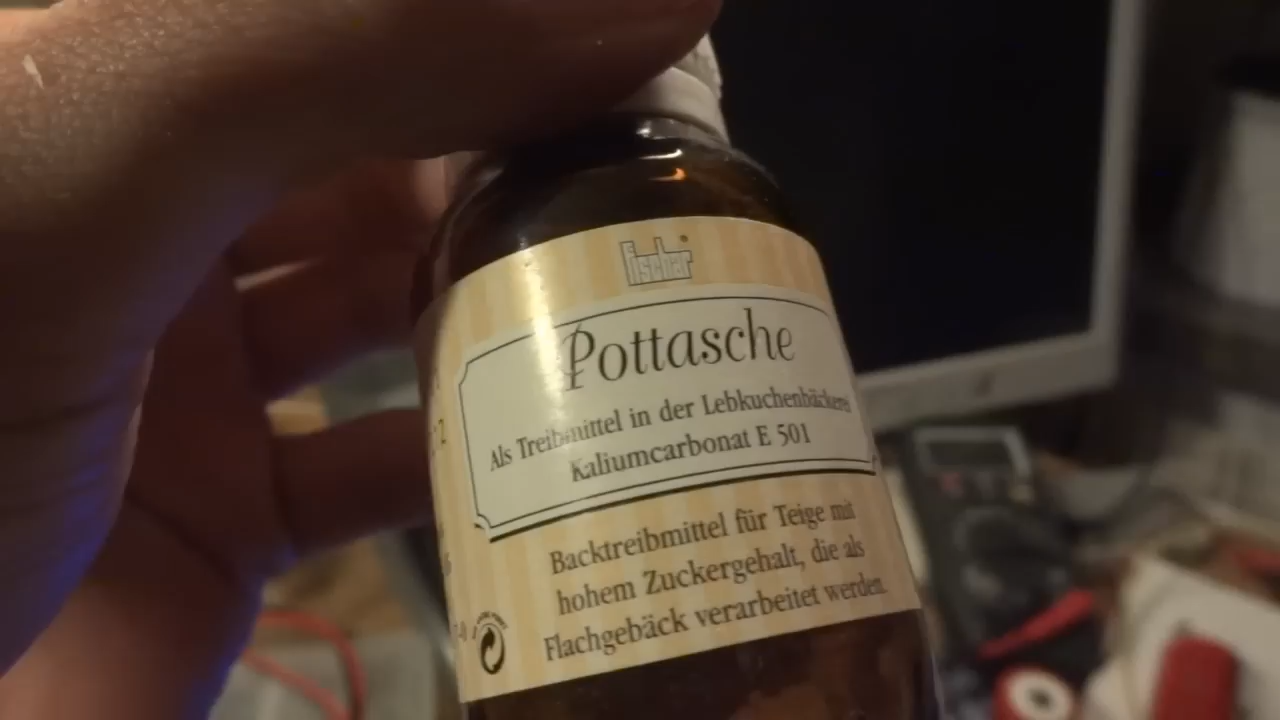 fischar
Pottasche
Als Treibmittel in der Lebkuchenbäckerei
Kaliumcarbonat E 501
Backtreibmittel für Teige mit
hohem Zuckergehalt, die als
Flachgebäck verarbeitet werden.